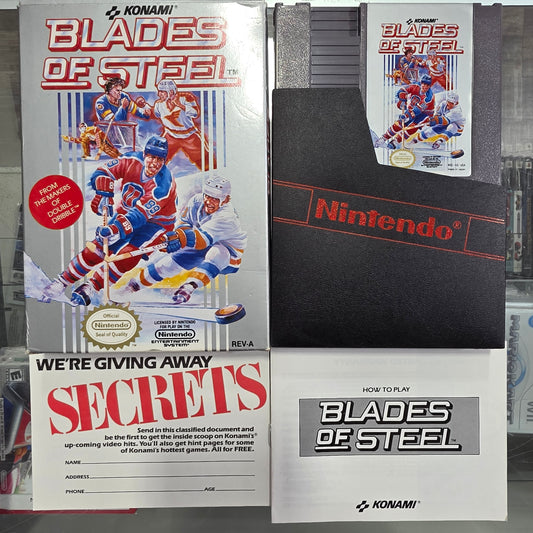 KONAMI®
BLADES
OF STEEL™
FROM
THE MAKERS
OF
DOUBLE
DRIBBLE™
Official
Nintendo
Seal of Quality
LICENSED BY NINTENDO
FOR PLAY ON THE
Nintendo
ENTERTAINMENT
SYSTEM®
REV-A
KONAMI®
BLADES
OF STEEL
Nintendo®
WE'RE GIVING AWAY
SECRETS
Send in this classified document and
be the first to get the inside scoop on Konami's®
up-coming video hits. You'll also get hint pages for some
of Konami's hottest games. All for FREE.
NAME
ADDRESS
PHONE AGE
HOW TO PLAY
BLADES
OF STEEL™
KONAMI®